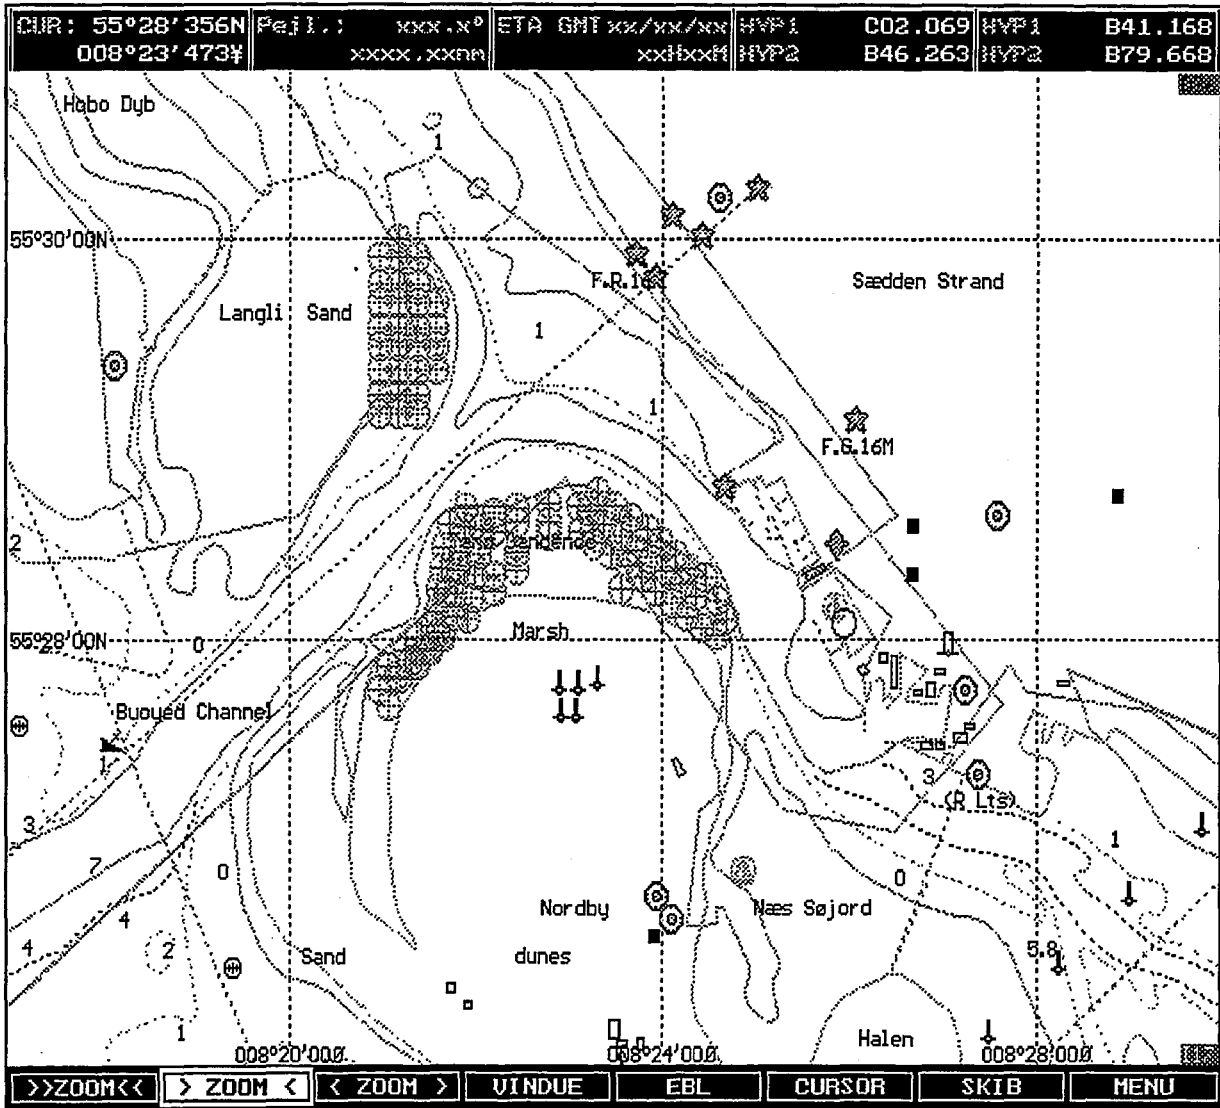 CUR: 55°28'356N Pejl.: xxx.x° ETA GMT xx/xx/xx HYP1 C02.069 HYP1 B41.168
008°23'473¥ xxxx.xxnm xxHxxM HYP2 B46.263 HYP2 B79.668
Hobo Dyb
1
55°30'00N
F.R.16M
Sædden Strand
Langli Sand
1
1
F.G.16M
2
Marsh
55°28'00N
0
Buoyed Channel
1
3
(R Lts)
3
1
7
0
0
4
Nordby
Næs Søjord
4
2
Sand
dunes
5.8
1
Halen
008°20'000
008°24'000
008°28'000
>>ZOOM<< > ZOOM < < ZOOM > VINDUE EBL CURSOR SKIB MENU